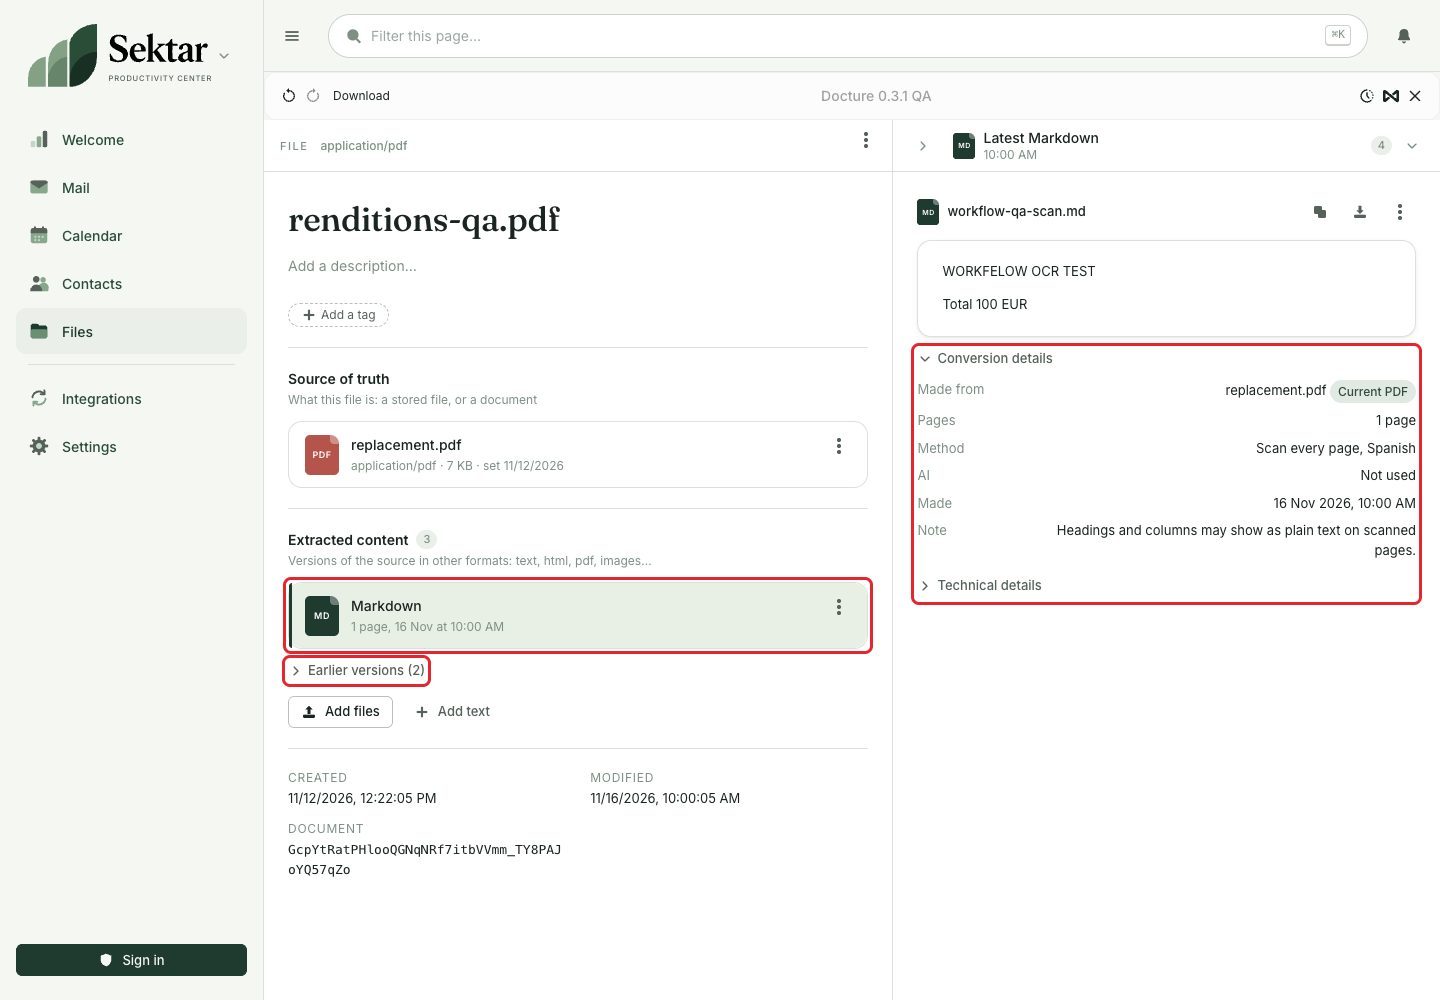 Sektar
PRODUCTIVITY CENTER
Welcome
Mail
Calendar
Contacts
Files
Integrations
Settings
Sign in
Filter this page...
⌘K
Download
Docture 0.3.1 QA
FILE application/pdf
renditions-qa.pdf
Add a description...
Add a tag
Source of truth
What this file is: a stored file, or a document
PDF
replacement.pdf
application/pdf · 7 KB · set 11/12/2026
Extracted content 3
Versions of the source in other formats: text, html, pdf, images...
MD
Markdown
1 page, 16 Nov at 10:00 AM
Earlier versions (2)
Add files
Add text
CREATED
11/12/2026, 12:22:05 PM
MODIFIED
11/16/2026, 10:00:05 AM
DOCUMENT
GcpYtRatPHlooQGNqNRf7itbVVmm_TY8PAJ
oYQ57qZo
MD
Latest Markdown
10:00 AM
4
MD
workflow-qa-scan.md
WORKFELOW OCR TEST
Total 100 EUR
Conversion details
Made from replacement.pdf Current PDF
Pages 1 page
Method Scan every page, Spanish
AI Not used
Made 16 Nov 2026, 10:00 AM
Note Headings and columns may show as plain text on scanned
pages.
Technical details